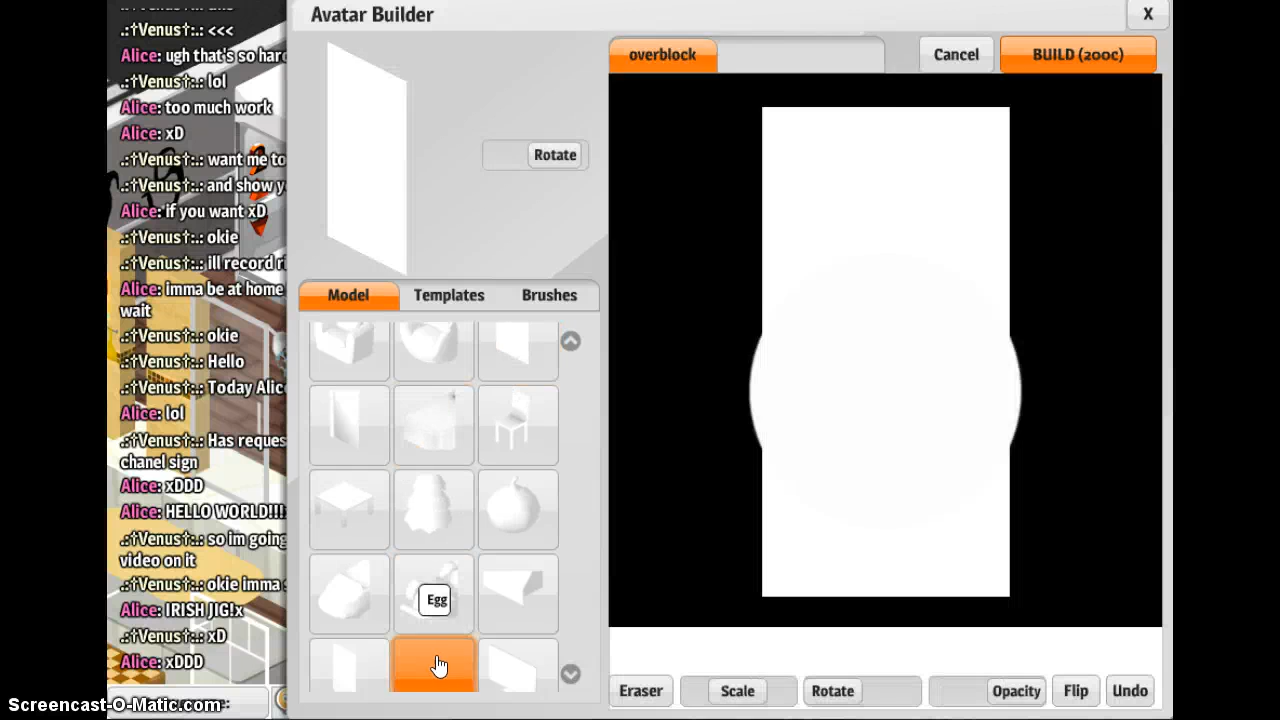 .:†Venus†:.: <<<
Alice: ugh that's so hard
.:†Venus†:.: lol
Alice: too much work
Alice: xD
.:†Venus†:.: want me to
.:†Venus†:.: and show y
Alice: if you want xD
.:†Venus†:.: okie
.:†Venus†:.: ill record ri
Alice: imma be at home
wait
.:†Venus†:.: okie
.:†Venus†:.: Hello
.:†Venus†:.: Today Alic
Alice: lol
.:†Venus†:.: Has reques
chanel sign
Alice: xDDD
Alice: HELLO WORLD!!!
.:†Venus†:.: so im going
video on it
.:†Venus†:.: okie imma
Alice: IRISH JIG!x
.:†Venus†:.: xD
Alice: xDDD
Avatar Builder
X
overblock
Cancel
BUILD (200c)
Rotate
Model
Templates
Brushes
Egg
Eraser
Scale
Rotate
Opacity
Flip
Undo
Screencast-O-Matic.com